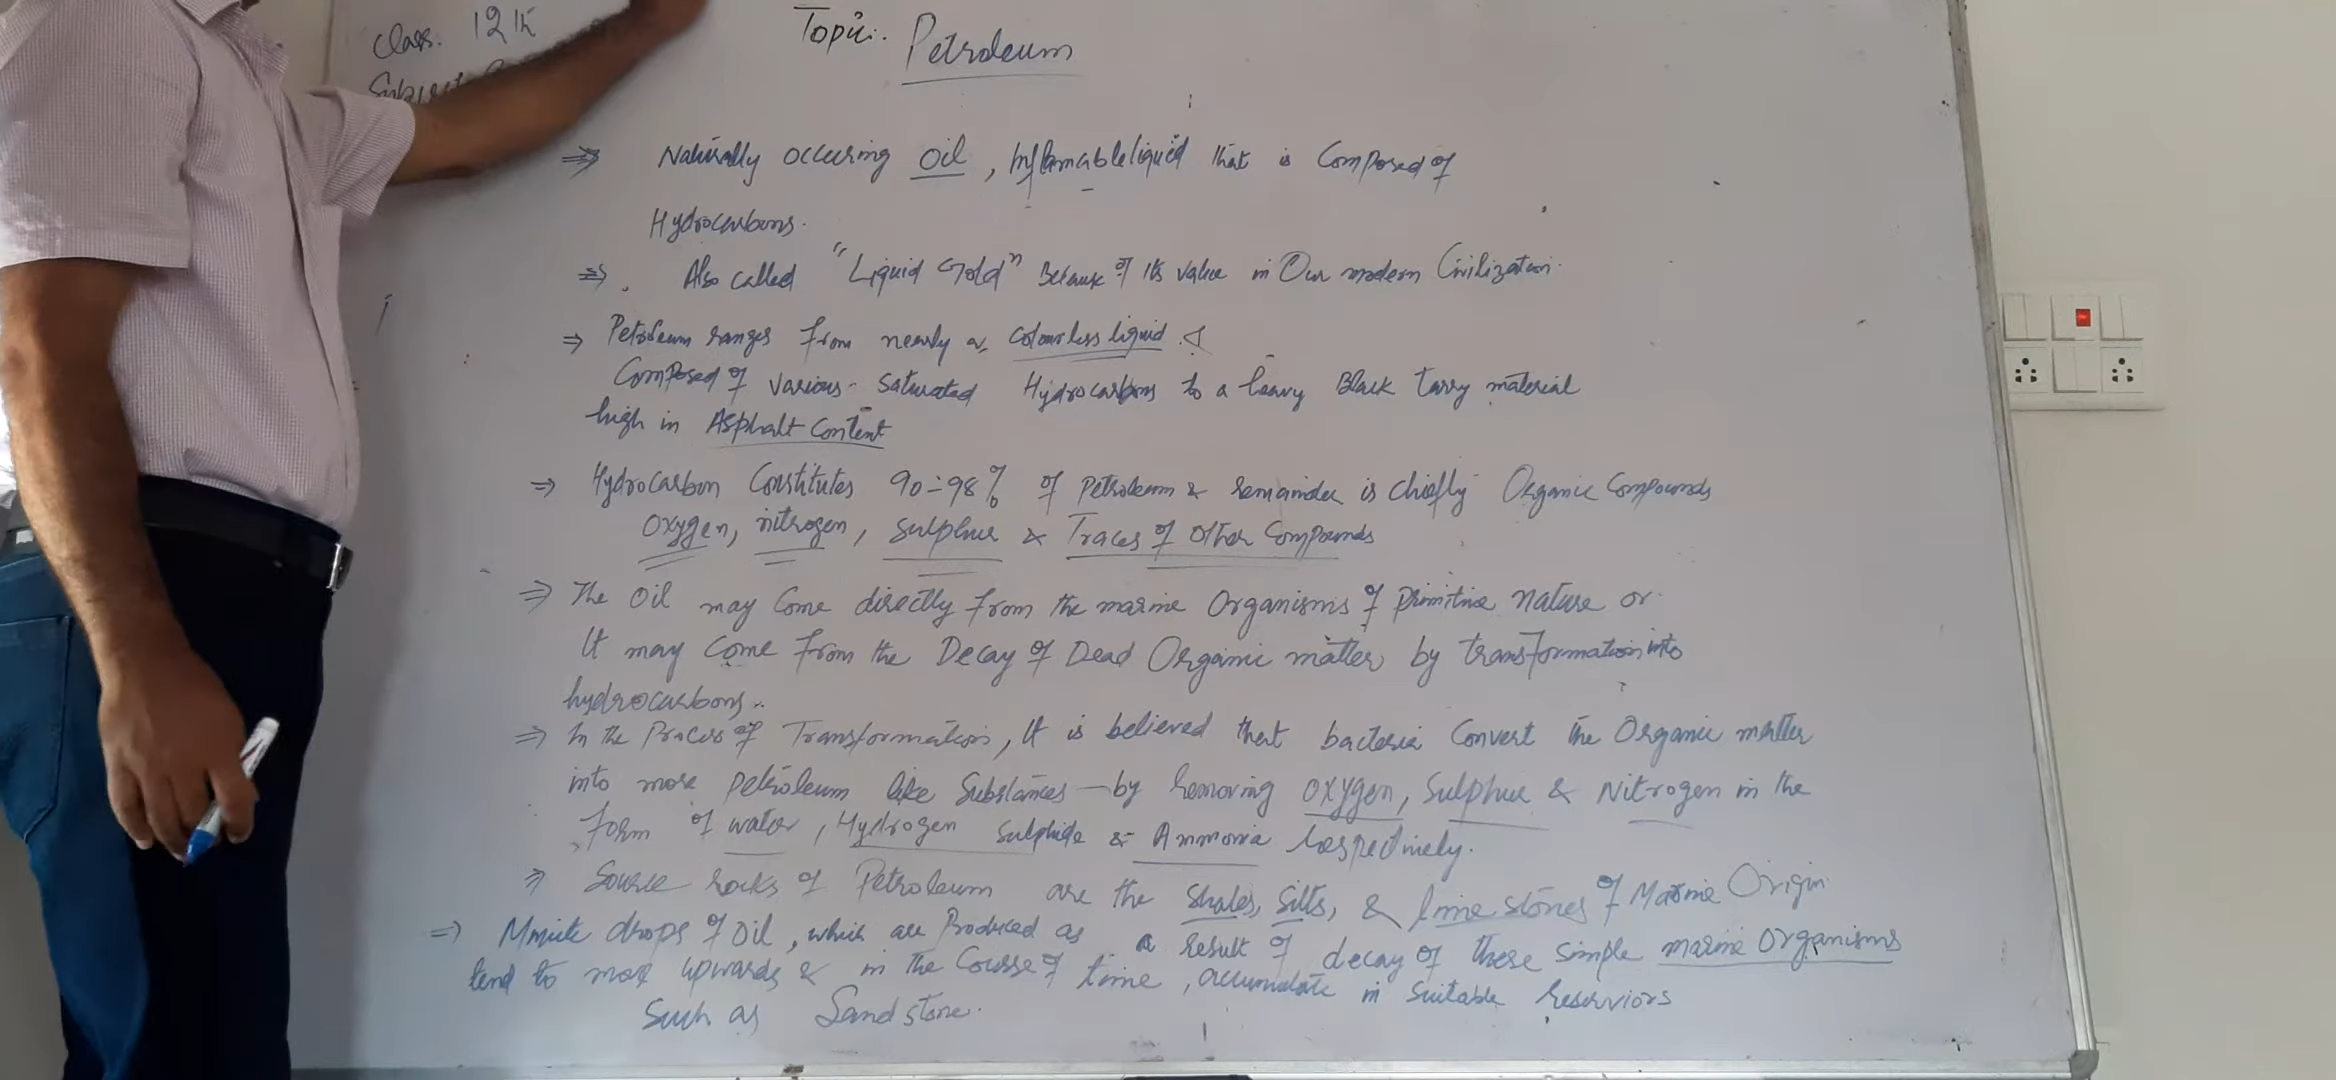 Class. 12th
Subject
Topic. Petroleum
⇒ Naturally occuring Oil, Inflamable liquid that is Composed of
Hydrocarbons.
⇒. Also called "Liquid Gold" Because of its value in Our modern Civilization.
⇒ Petroleum ranges from nearly a colourless liquid &
Composed of various saturated Hydrocarbons to a heavy Black tarry material
high in Asphalt Content
⇒ Hydrocarbon Constitutes 90-98% of Petroleum & remainder is chiefly Organic Compounds
Oxygen, nitrogen, Sulphur & Traces of other Compounds
⇒ The Oil may Come directly from the marine Organisms of primitive nature or
It may Come from the Decay of Dead Organic matter by transformation into
hydrocarbons.
⇒ In the Process of Transformation, It is believed that bacteria Convert the Organic matter
into more petroleum like Substances - by removing Oxygen, Sulphur & Nitrogen in the
form of water, Hydrogen Sulphide & Ammonia respectively.
⇒ Source rocks of Petroleum are the Shales, Silts, & limestones of Marine Origin.
⇒ drops of Oil, which are Produced as a result of decay of these simple marine Organisms
tend to move upwards & in the Course of time, accumulate in suitable reserviors
Such as Sandstone.